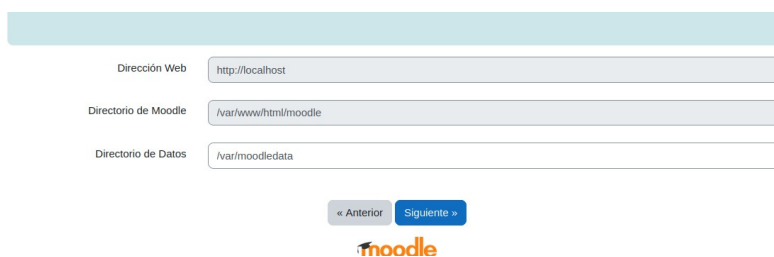 Dirección Web
http://localhost
Directorio de Moodle
/var/www/html/moodle
Directorio de Datos
/var/moodledata
« Anterior
Siguiente »
moodle